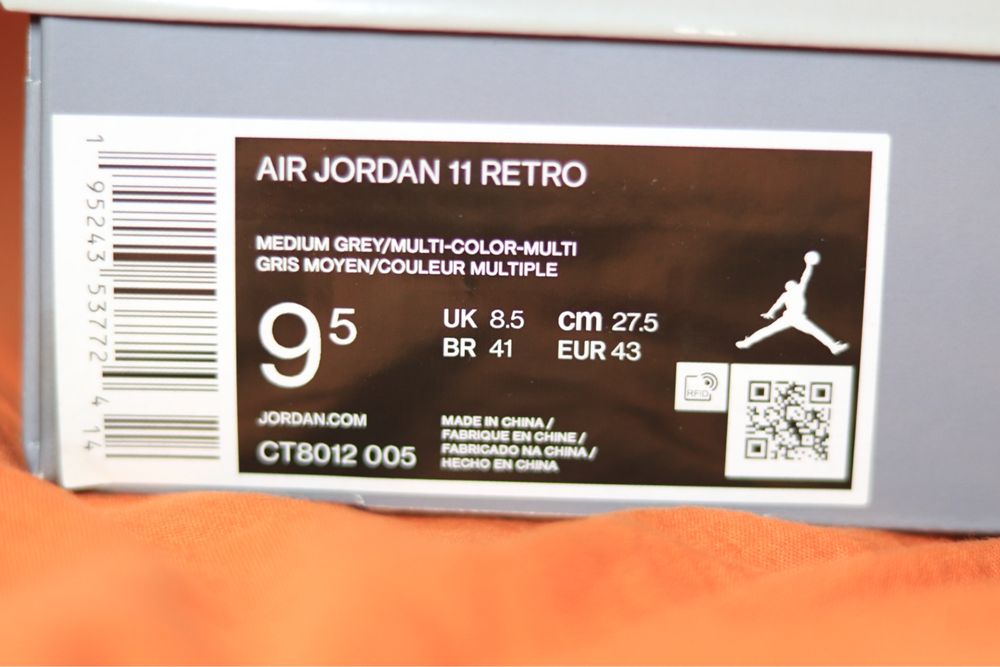 AIR JORDAN 11 RETRO
MEDIUM GREY/MULTI-COLOR-MULTI
GRIS MOYEN/COULEUR MULTIPLE
9 5
UK 8.5 cm 27.5
BR 41 EUR 43
RFID
JORDAN.COM
CT8012 005
MADE IN CHINA /
FABRIQUE EN CHINE /
FABRICADO NA CHINA /
HECHO EN CHINA
1 95243 53772 4 14